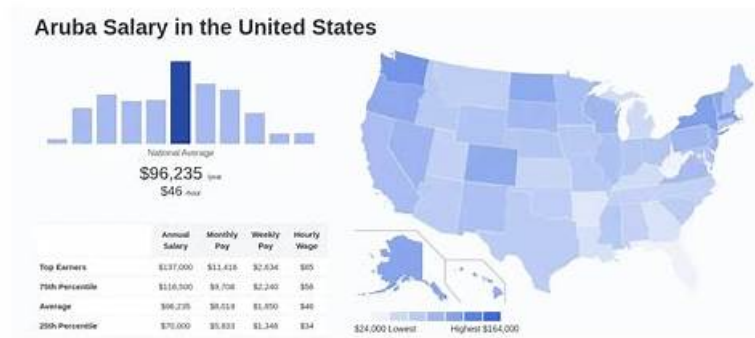 Aruba Salary in the United States
National Average
$96,235 /year
$46 /hour
Annual Salary Monthly Pay Weekly Pay Hourly Wage
Top Earners $137,000 $11,416 $2,634 $65
75th Percentile $116,500 $9,708 $2,240 $56
Average $96,235 $8,019 $1,850 $46
25th Percentile $70,000 $5,833 $1,346 $34
$24,000 Lowest Highest $164,000